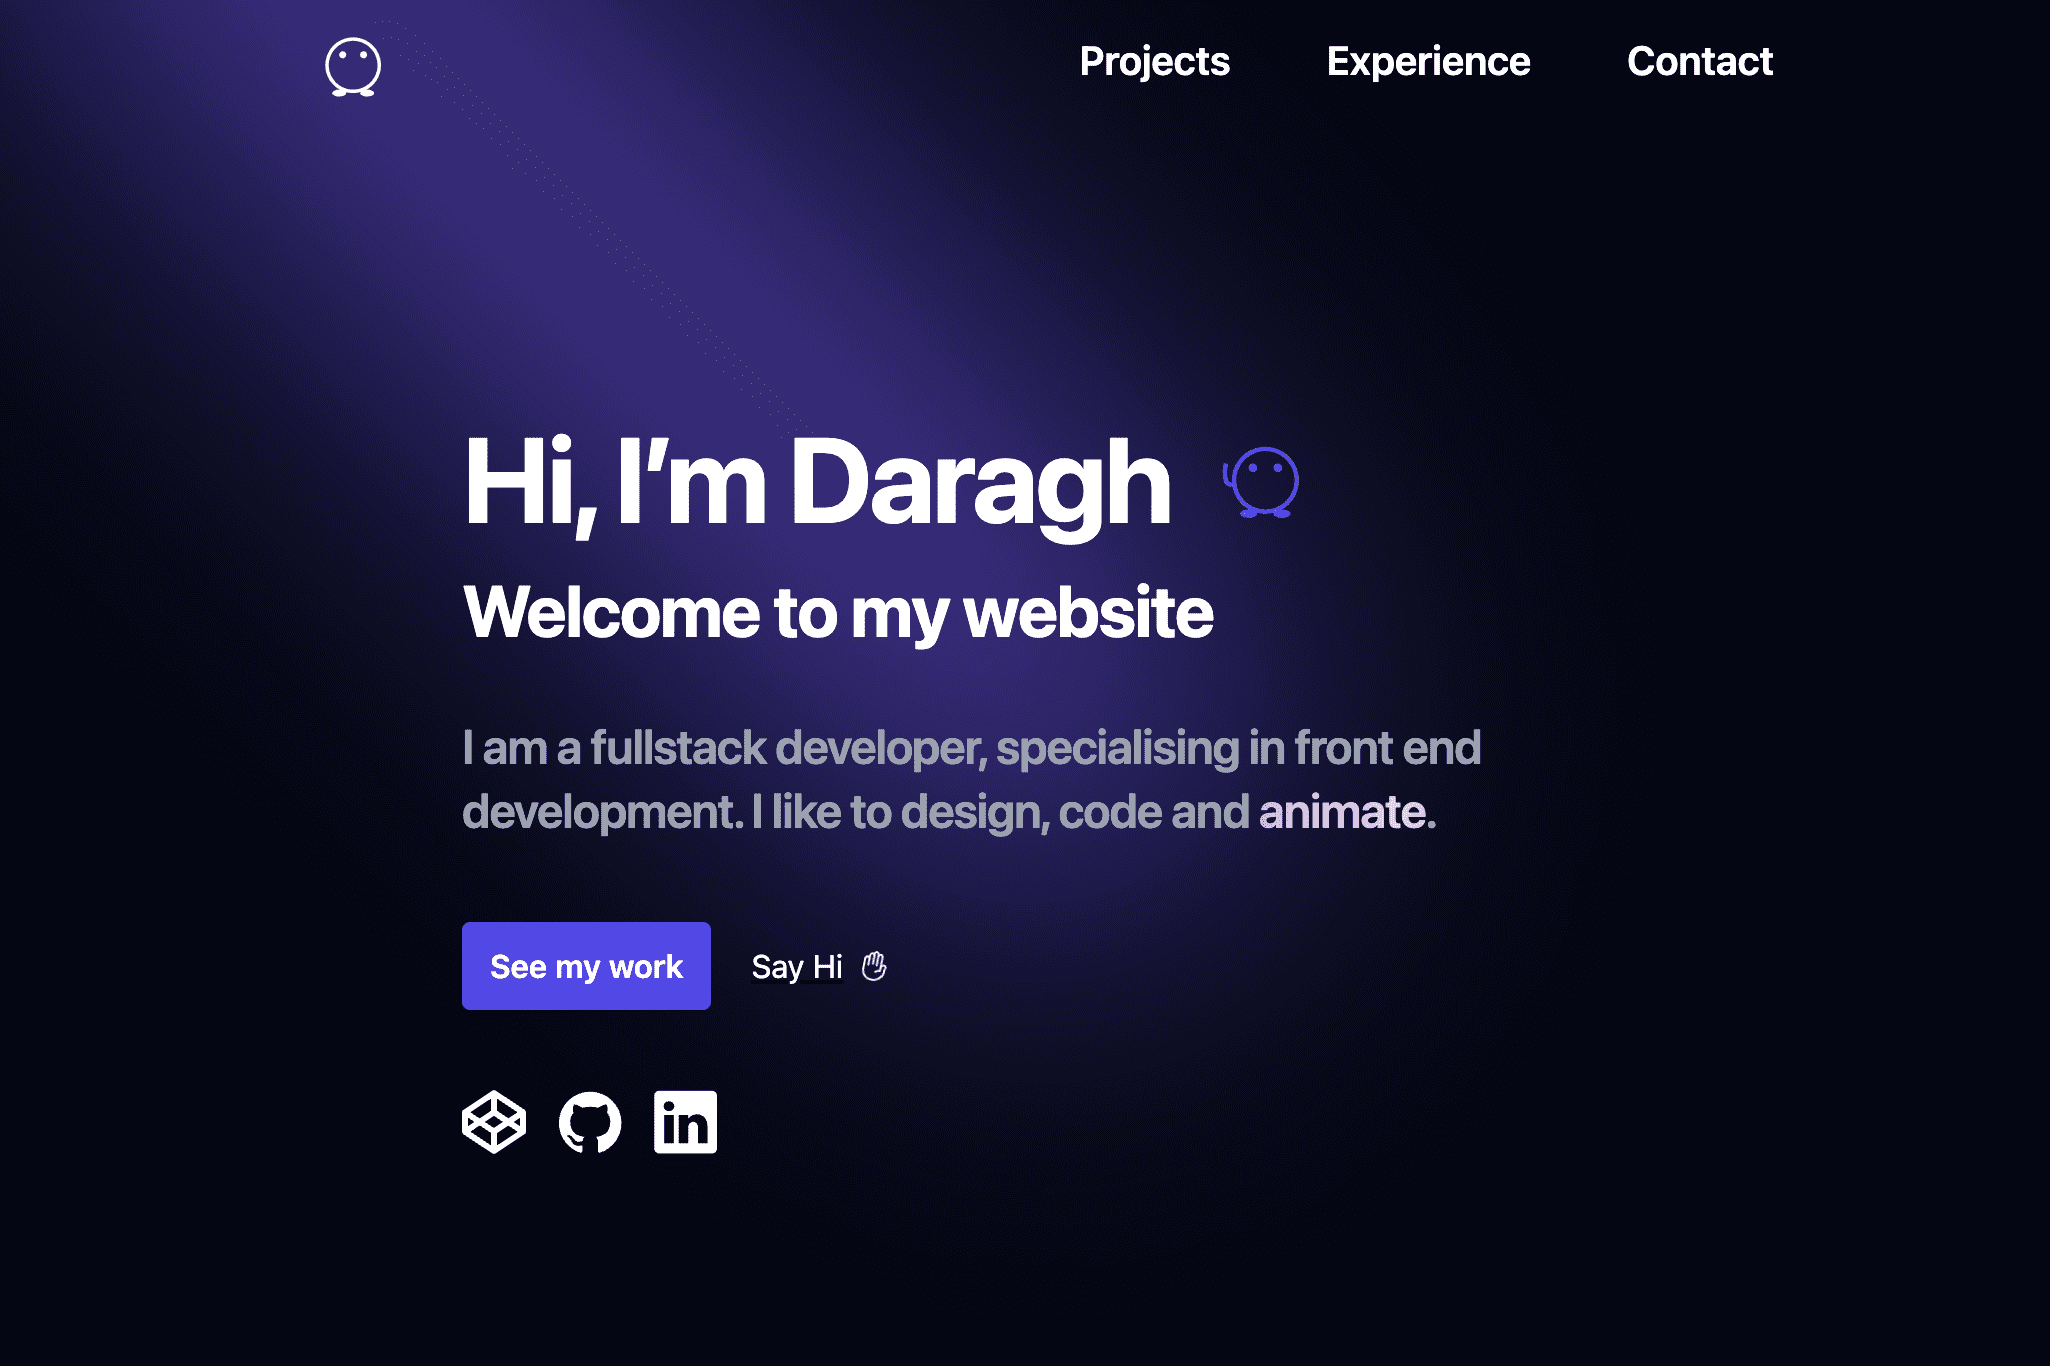 Projects Experience Contact
Hi, I’m Daragh
Welcome to my website
I am a fullstack developer, specialising in front end
development. I like to design, code and animate.
See my work Say Hi
in